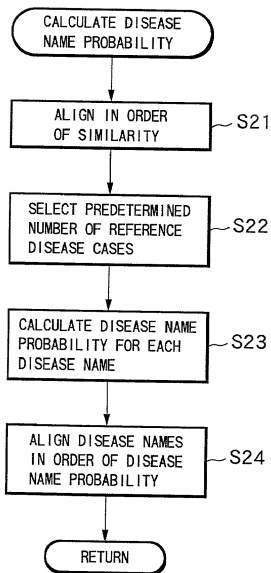 CALCULATE DISEASE
NAME PROBABILITY
ALIGN IN ORDER
OF SIMILARITY
S21
SELECT PREDETERMINED
NUMBER OF REFERENCE
DISEASE CASES
S22
CALCULATE DISEASE NAME
PROBABILITY FOR EACH
DISEASE NAME
S23
ALIGN DISEASE NAMES
IN ORDER OF DISEASE
NAME PROBABILITY
S24
RETURN